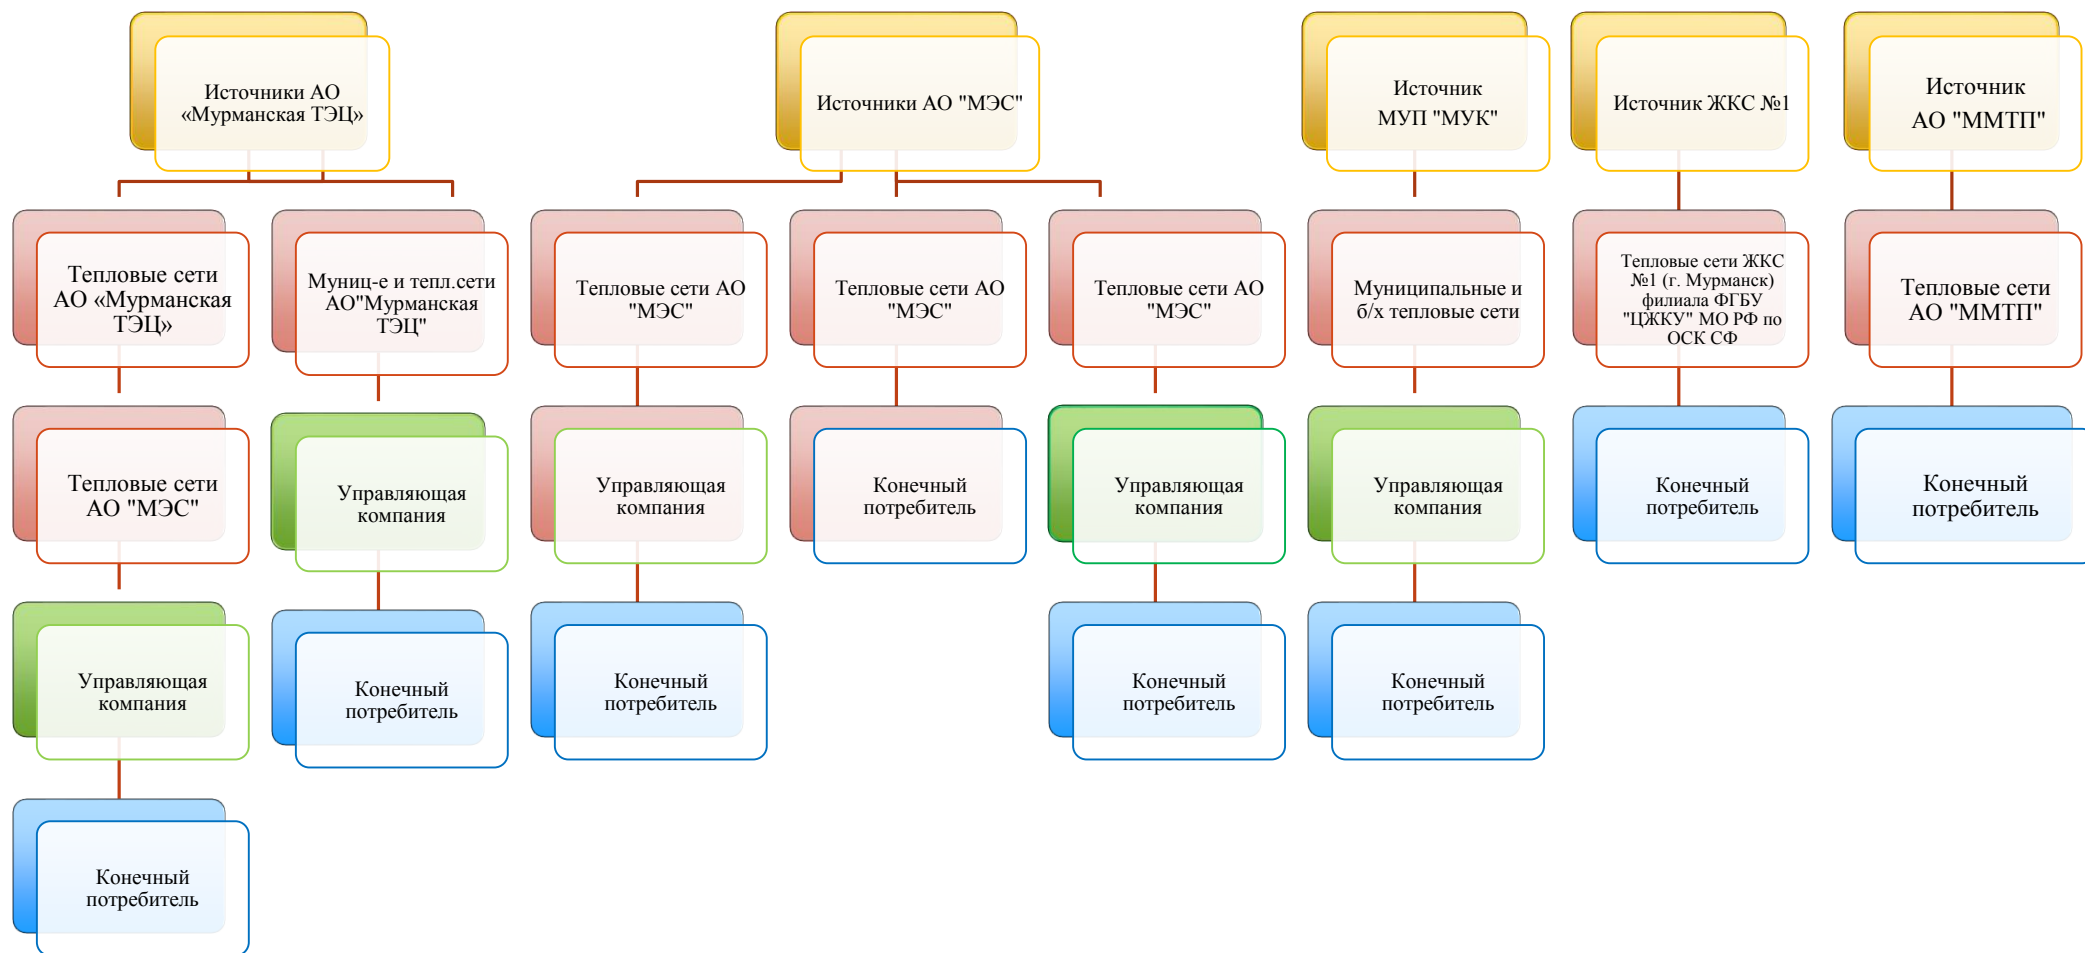 Источники АО
«Мурманская ТЭЦ»
Источники АО "МЭС"
Источник
МУП "МУК"
Источник ЖКС №1
Источник
АО "ММТП"
Тепловые сети
АО «Мурманская
ТЭЦ»
Муниц-е и тепл.сети
АО"Мурманская
ТЭЦ"
Тепловые сети АО
"МЭС"
Тепловые сети АО
"МЭС"
Тепловые сети АО
"МЭС"
Муниципальные и
б/х тепловые сети
Тепловые сети ЖКС
№1 (г. Мурманск)
филиала ФГБУ
"ЦЖКУ" МО РФ по
ОСК СФ
Тепловые сети
АО "ММТП"
Тепловые сети
АО "МЭС"
Управляющая
компания
Управляющая
компания
Конечный
потребитель
Управляющая
компания
Управляющая
компания
Конечный
потребитель
Конечный
потребитель
Управляющая
компания
Конечный
потребитель
Конечный
потребитель
Конечный
потребитель
Конечный
потребитель
Конечный
потребитель